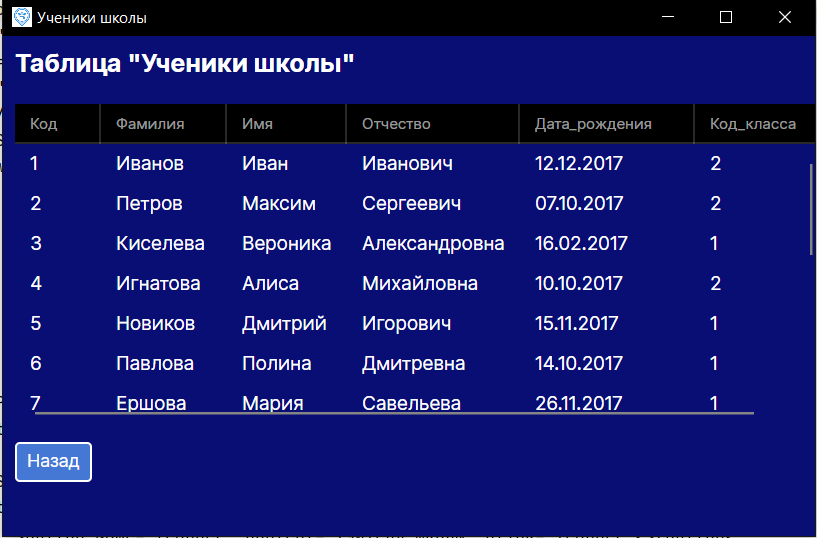 Ученики школы
Таблица "Ученики школы"
Код Фамилия Имя Отчество Дата_рождения Код_класса
1 Иванов Иван Иванович 12.12.2017 2
2 Петров Максим Сергеевич 07.10.2017 2
3 Киселева Вероника Александровна 16.02.2017 1
4 Игнатова Алиса Михайловна 10.10.2017 2
5 Новиков Дмитрий Игорович 15.11.2017 1
6 Павлова Полина Дмитревна 14.10.2017 1
7 Ершова Мария Савельева 26.11.2017 1
Назад